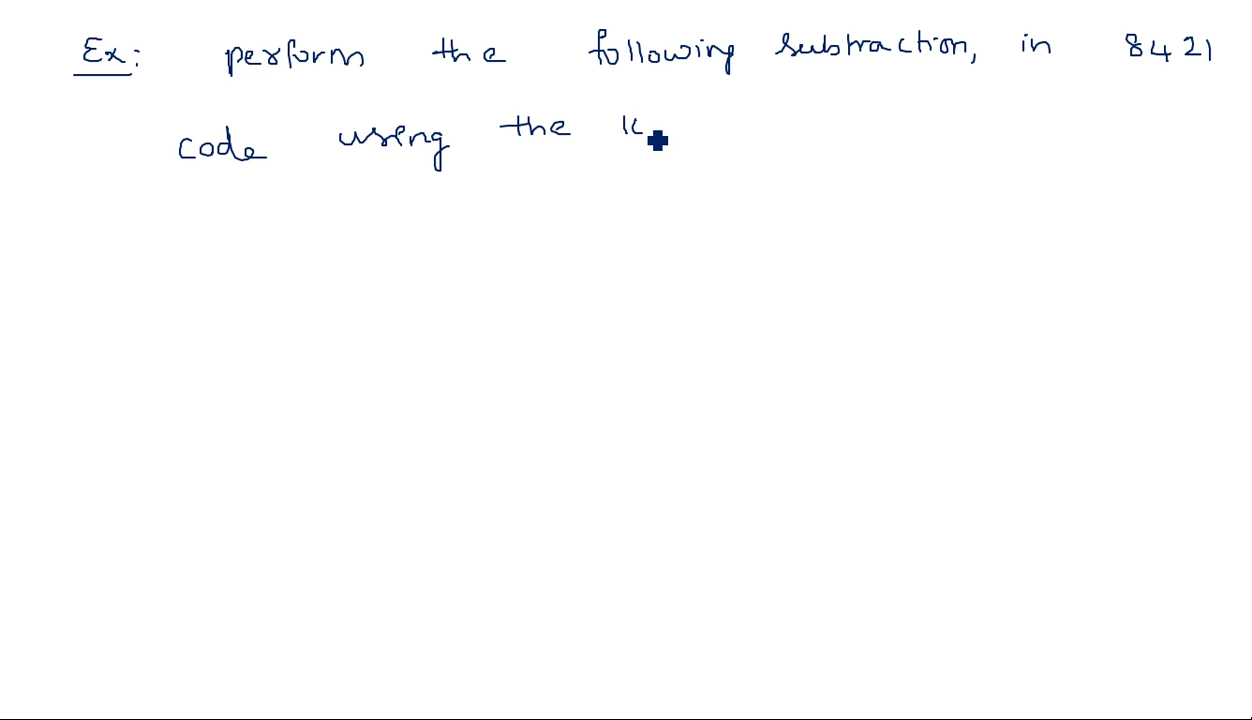 Ex: perform the following subtraction, in 8421
code using the